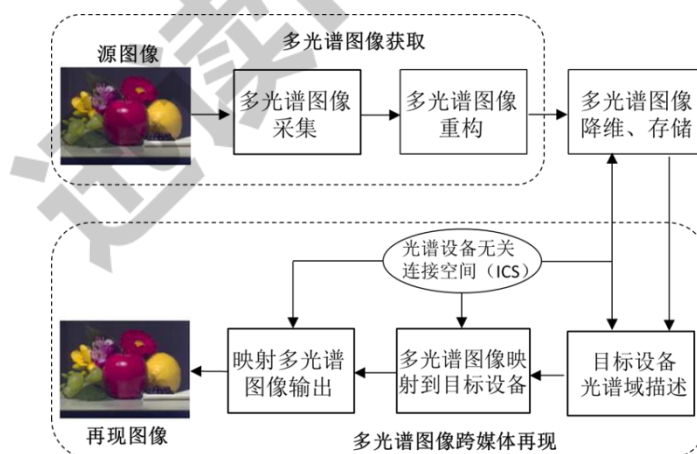 多光谱图像获取
源图像
多光谱图像
采集
多光谱图像
重构
多光谱图像
降维、存储
光谱设备无关
连接空间（ICS）
映射多光谱
图像输出
多光谱图像映
射到目标设备
目标设备
光谱域描述
再现图像
多光谱图像跨媒体再现